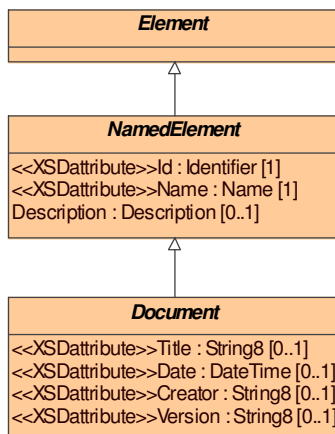 Element
NamedElement
<<XSDattribute>>Id : Identifier [1]
<<XSDattribute>>Name : Name [1]
Description : Description [0..1]
Document
<<XSDattribute>>Title : String8 [0..1]
<<XSDattribute>>Date : DateTime [0..1]
<<XSDattribute>>Creator : String8 [0..1]
<<XSDattribute>>Version : String8 [0..1]